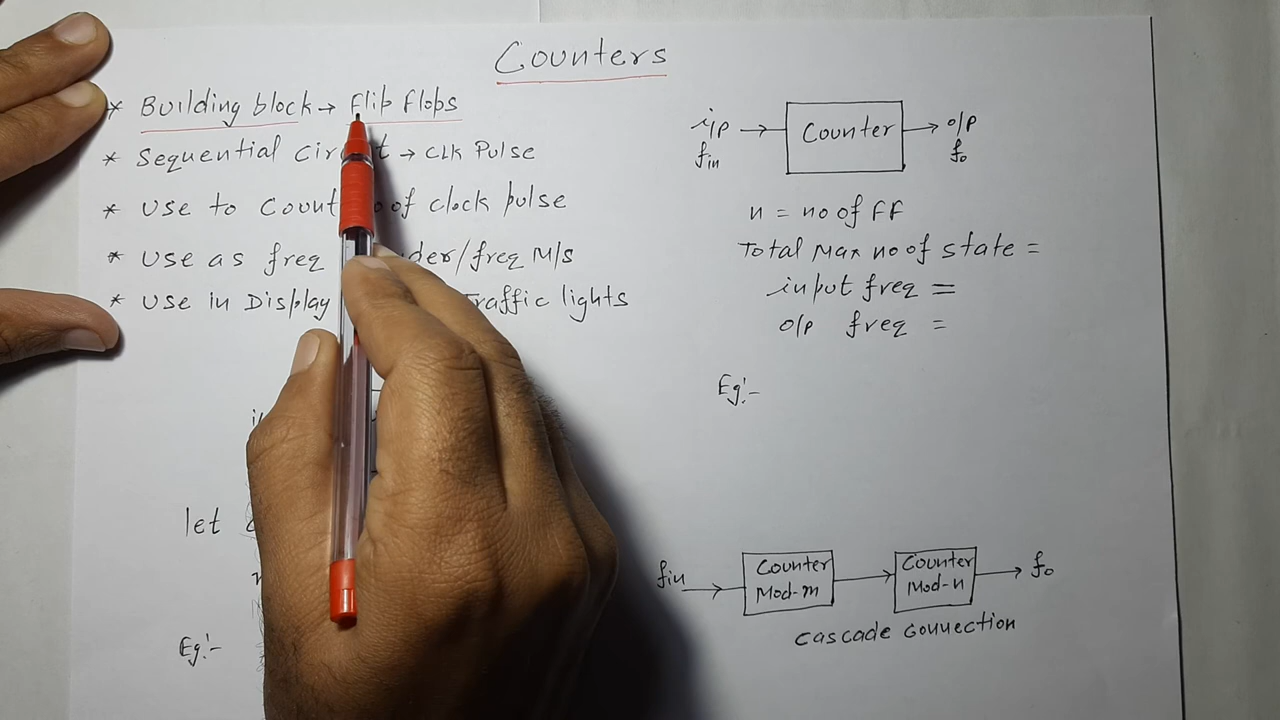 Counters
* Building block → Flip Flops
* Sequential Cir t → CLK Pulse
* Use to Count of clock pulse
* Use as freq der/freq M/s
* Use in Display Traffic lights
let
Eg:-
i/p
fin
Counter
o/p
fo
n = no of FF
Total Max no of state =
input freq =
o/p freq =
Eg:-
fin
Counter
Mod-m
Counter
Mod-n
fo
Cascade Connection